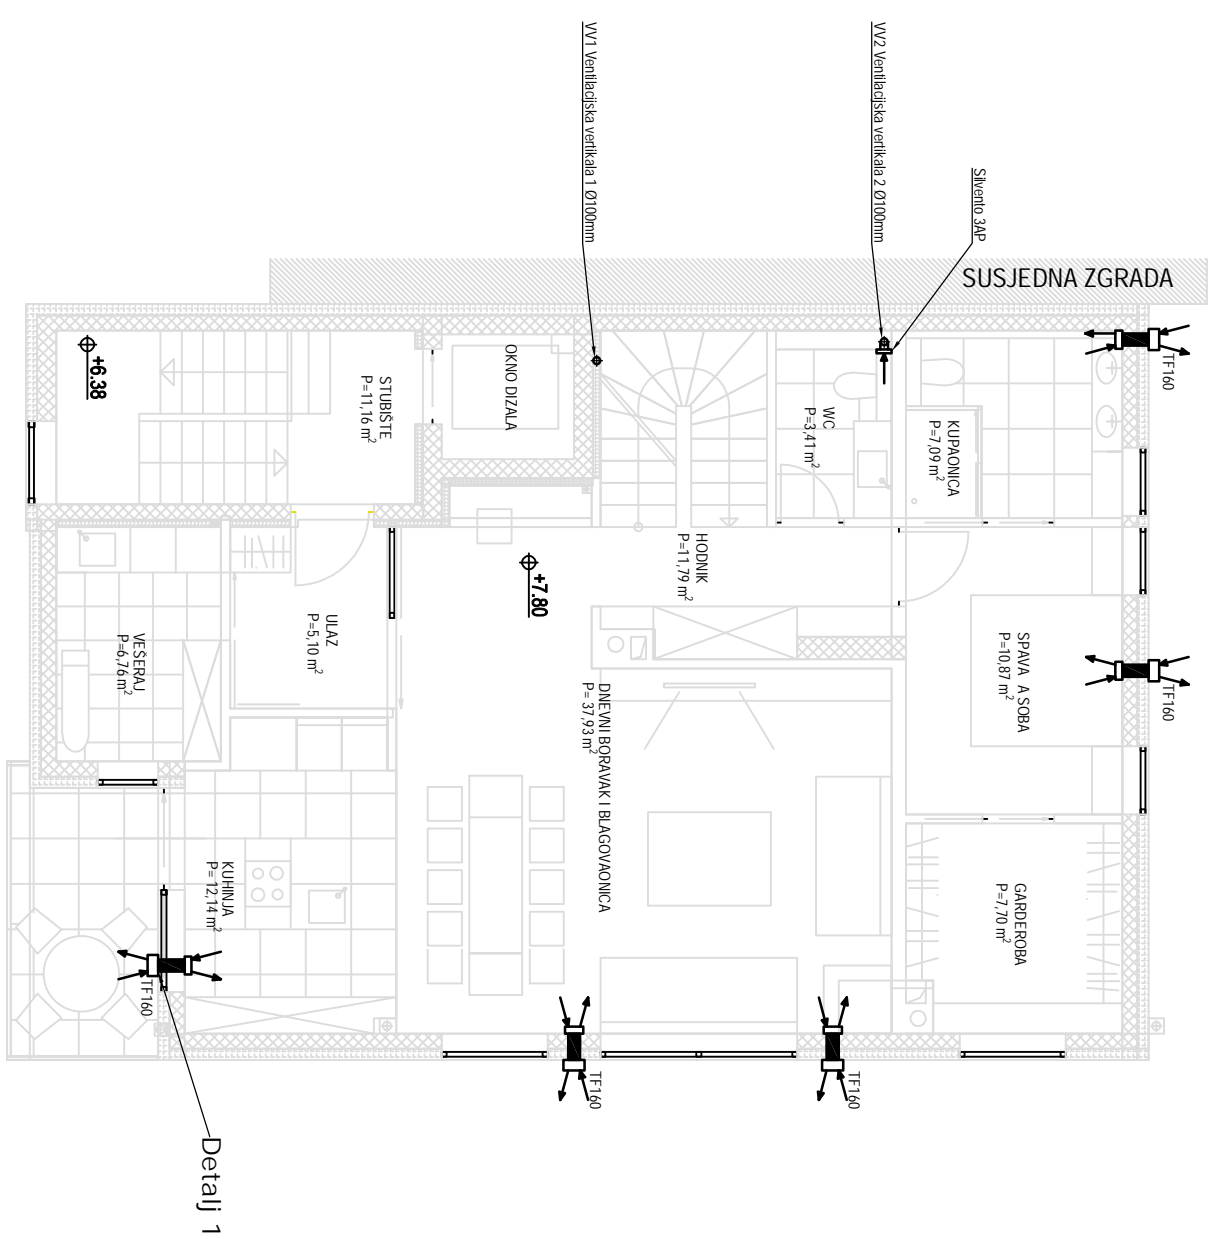 VV1 Ventilacijska vertikala 1 Ø100mm
VV2 Ventilacijska vertikala 2 Ø100mm
Silvento 3AP
SUSJEDNA ZGRADA
TF160
+6.38
STUBIŠTE
P=11,16 m²
OKNO DIZALA
WC
P=3,41 m²
KUPAONICA
P=7,09 m²
HODNIK
P=11,79 m²
+7.80
ULAZ
P=5,10 m²
VEŠERAJ
P=6,76 m²
SPAVA A SOBA
P=10,87 m²
TF160
DNEVNI BORAVAK I BLAGOVAONICA
P= 37,93 m²
KUHINJA
P= 12,14 m²
GARDEROBA
P=7,70 m²
TF160
TF160
TF160
Detalj 1